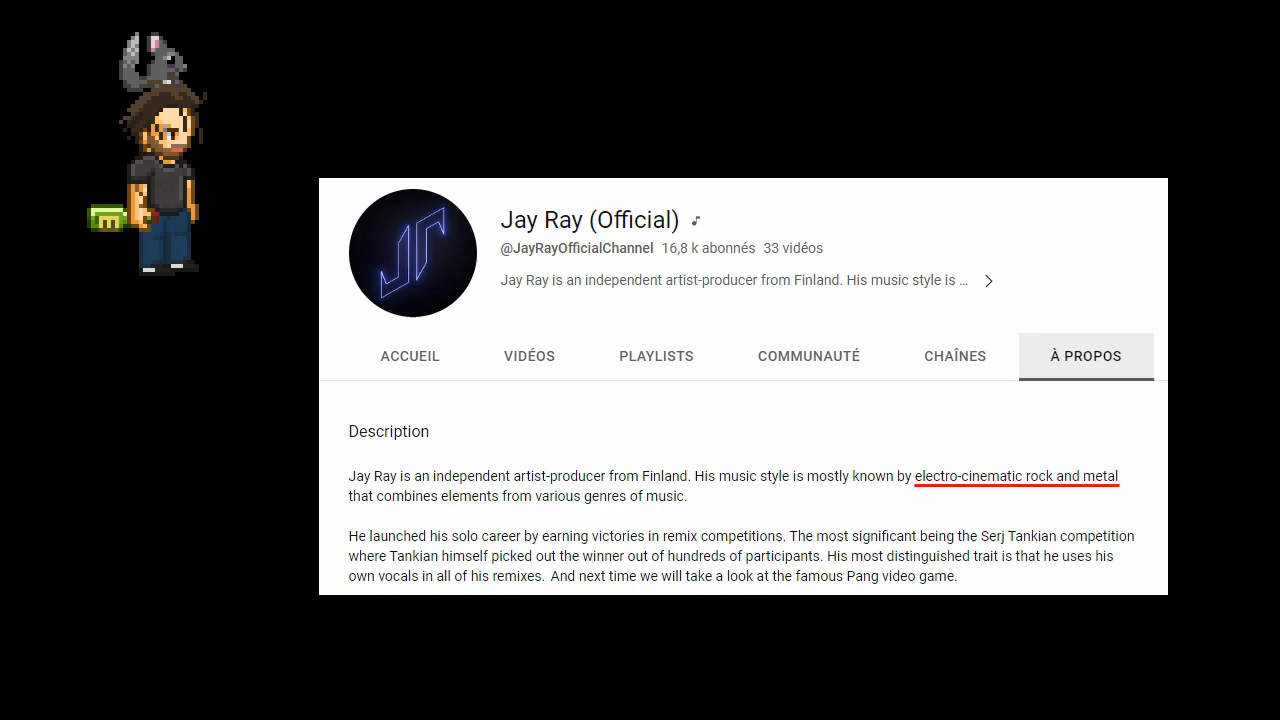 Jay Ray (Official)
@JayRayOfficialChannel 16,8 k abonnés 33 vidéos
Jay Ray is an independent artist-producer from Finland. His music style is ...
ACCUEIL VIDÉOS PLAYLISTS COMMUNAUTÉ CHAÎNES À PROPOS
Description
Jay Ray is an independent artist-producer from Finland. His music style is mostly known by electro-cinematic rock and metal
that combines elements from various genres of music.
He launched his solo career by earning victories in remix competitions. The most significant being the Serj Tankian competition
where Tankian himself picked out the winner out of hundreds of participants. His most distinguished trait is that he uses his
own vocals in all of his remixes. And next time we will take a look at the famous Pang video game.